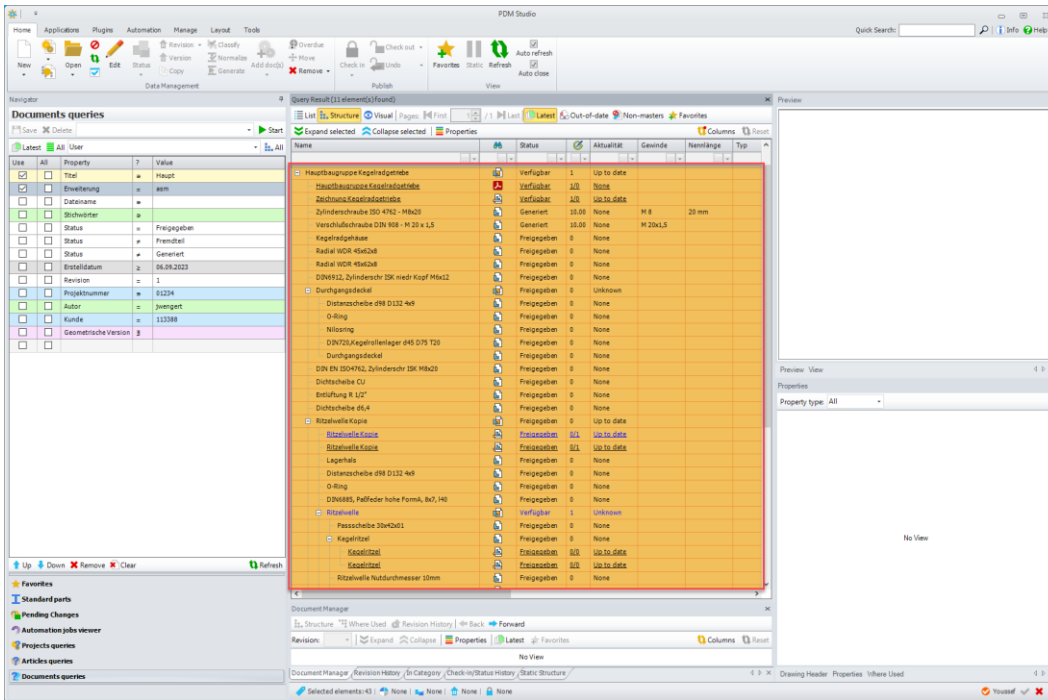 PDM Studio
Home Applications Plugins Automation Manage Layout Tools
Quick Search: Info Help
New Open Edit Status Revision Version Copy Classify Normalize Generate Add doc(s) Overdue Move Remove Check in Check out Undo Favorites Static Refresh Auto refresh Auto close
Data Management Publish View
Navigator
Documents queries
Save Delete Start
Latest All User All
Use All Property ? Value
Titel = Haupt
Erweiterung = asm
Dateiname
Stichwörter
Status = Freigegeben
Status ≠ Fremdteil
Status Generiert
Erstelldatum ≥ 06.09.2023
Revision = 1
Projektnummer 01234
Autor = jwengert
Kunde = 113388
Geometrische Version
Up Down Remove Clear Refresh
Favorites
Standard parts
Pending Changes
Automation jobs viewer
Projects queries
Articles queries
Documents queries
Query Result (11 element(s) found)
List Structure Visual Pages: First 1 / 1 Last Latest Out-of-date Non-masters Favorites
Expand selected Collapse selected Properties Columns Reset
Name Status Aktualität Gewinde Nennlänge Typ
Hauptbaugruppe Kegelradgetriebe Verfügbar 1 Up to date
Hauptbaugruppe Kegelradgetriebe Verfügbar 1/0 None
Zeichnung Kegelradgetriebe Verfügbar 1/0 Up to date
Zylinderschraube ISO 4762 - M8x20 Generiert 10.00 None M 8 20 mm
Verschlußschraube DIN 908 - M 20 x 1,5 Generiert 10.00 None M 20x1,5
Kegelradgehäuse Freigegeben 0 None
Radial WDR 45x62x8 Freigegeben 0 None
Radial WDR 45x62x8 Freigegeben 0 None
DIN6912, Zylinderschr ISK niedr Kopf M6x12 Freigegeben 0 None
Durchgangsdeckel Freigegeben 0 Unknown
Distanzscheibe d98 D132 4x9 Freigegeben 0 None
O-Ring Freigegeben 0 None
Nilosring Freigegeben 0 None
DIN720,Kegelrollenlager d45 D75 T20 Freigegeben 0 None
Durchgangsdeckel Freigegeben 0 None
DIN EN ISO4762, Zylinderschr ISK M8x20 Freigegeben 0 None
Dichtscheibe CU Freigegeben 0 None
Entlüftung R 1/2" Freigegeben 0 None
Dichtscheibe d6,4 Freigegeben 0 None
Ritzelwelle Kopie Freigegeben 0 Up to date
Ritzelwelle Kopie Freigegeben 0/1 Up to date
Ritzelwelle Kopie Freigegeben 0/1 Up to date
Lagerhals Freigegeben 0 None
Distanzscheibe d98 D132 4x9 Freigegeben 0 None
O-Ring Freigegeben 0 None
DIN6885, Paßfeder hohe FormA, 8x7, l40 Freigegeben 0 None
Ritzelwelle Verfügbar 1 Unknown
Passscheibe 30x42x01 Freigegeben 0 None
Kegelritzel Freigegeben 0 None
Kegelritzel Freigegeben 0/0 Up to date
Kegelritzel Freigegeben 0/0 Up to date
Ritzelwelle Nutdurchmesser 10mm Freigegeben 0 None
Document Manager
Structure Where Used Revision History Back Forward
Revision: Expand Collapse Properties Latest Favorites Columns Reset
No View
Document Manager Revision History In Category Check-in/Status History Static Structure
Preview
Preview View
Properties
Property type: All
No View
Drawing Header Properties Where Used
Selected elements: 43 None None None None Youssef